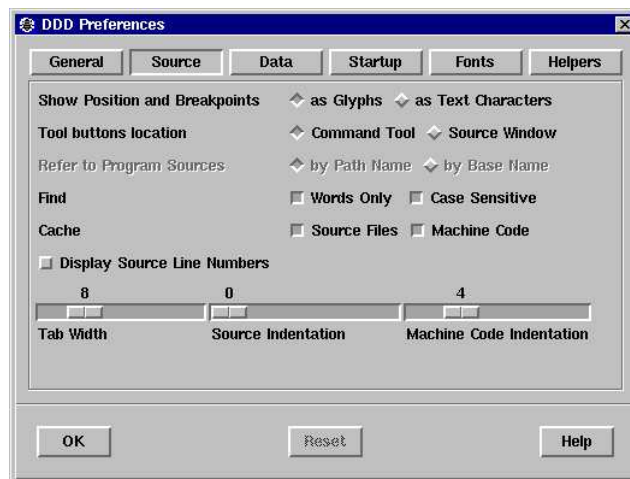 DDD Preferences
General Source Data Startup Fonts Helpers
Show Position and Breakpoints as Glyphs as Text Characters
Tool buttons location Command Tool Source Window
Refer to Program Sources by Path Name by Base Name
Find Words Only Case Sensitive
Cache Source Files Machine Code
Display Source Line Numbers
8 0 4
Tab Width Source Indentation Machine Code Indentation
OK Reset Help